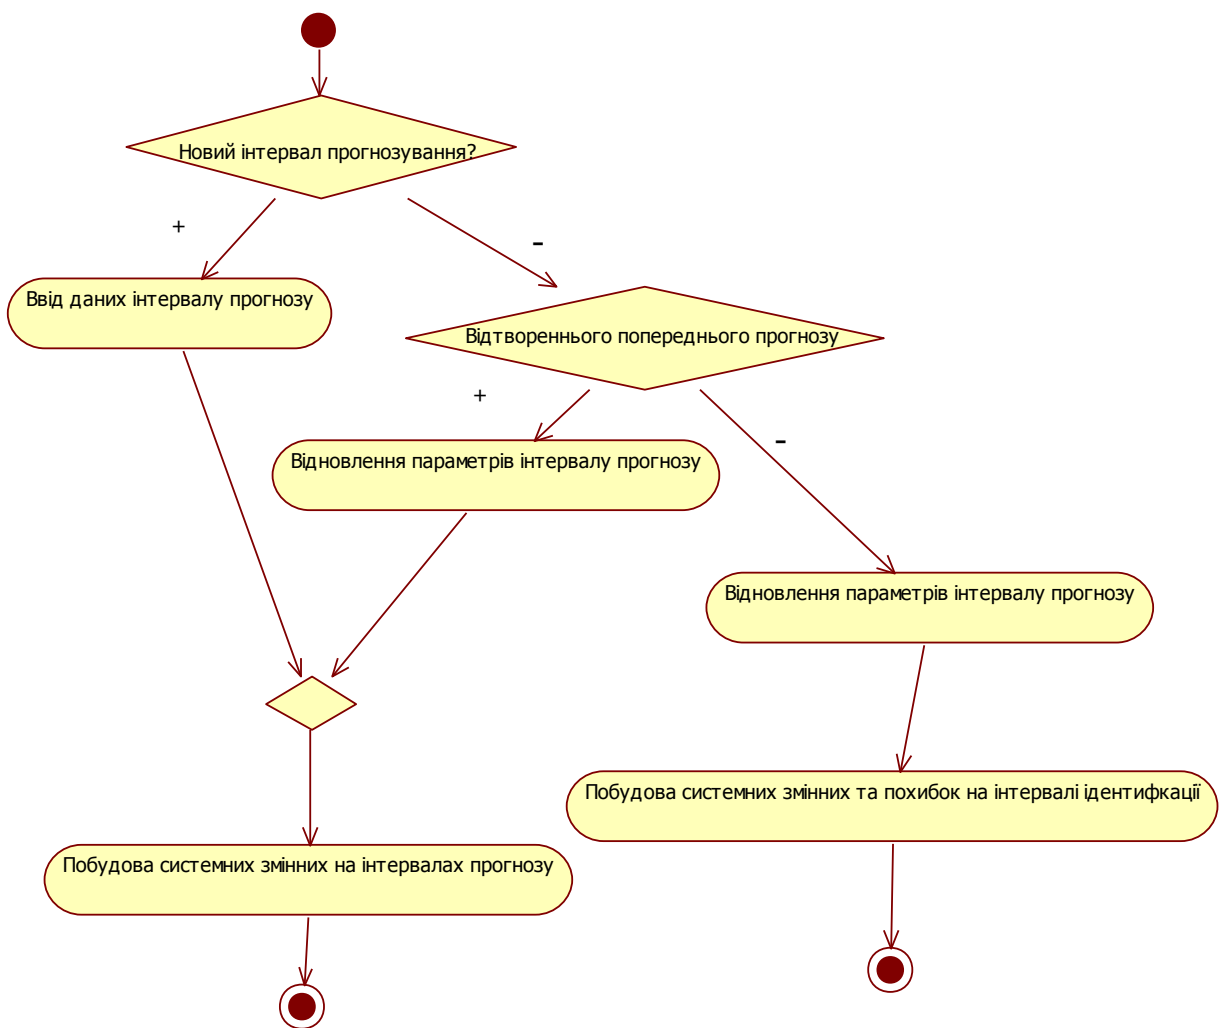 Новий інтервал прогнозування?
+
-
Ввід даних інтервалу прогнозу
Відтвореннього попереднього прогнозу
+
-
Відновлення параметрів інтервалу прогнозу
Відновлення параметрів інтервалу прогнозу
Побудова системних змінних та похибок на інтервалі ідентифкації
Побудова системних змінних на інтервалах прогнозу